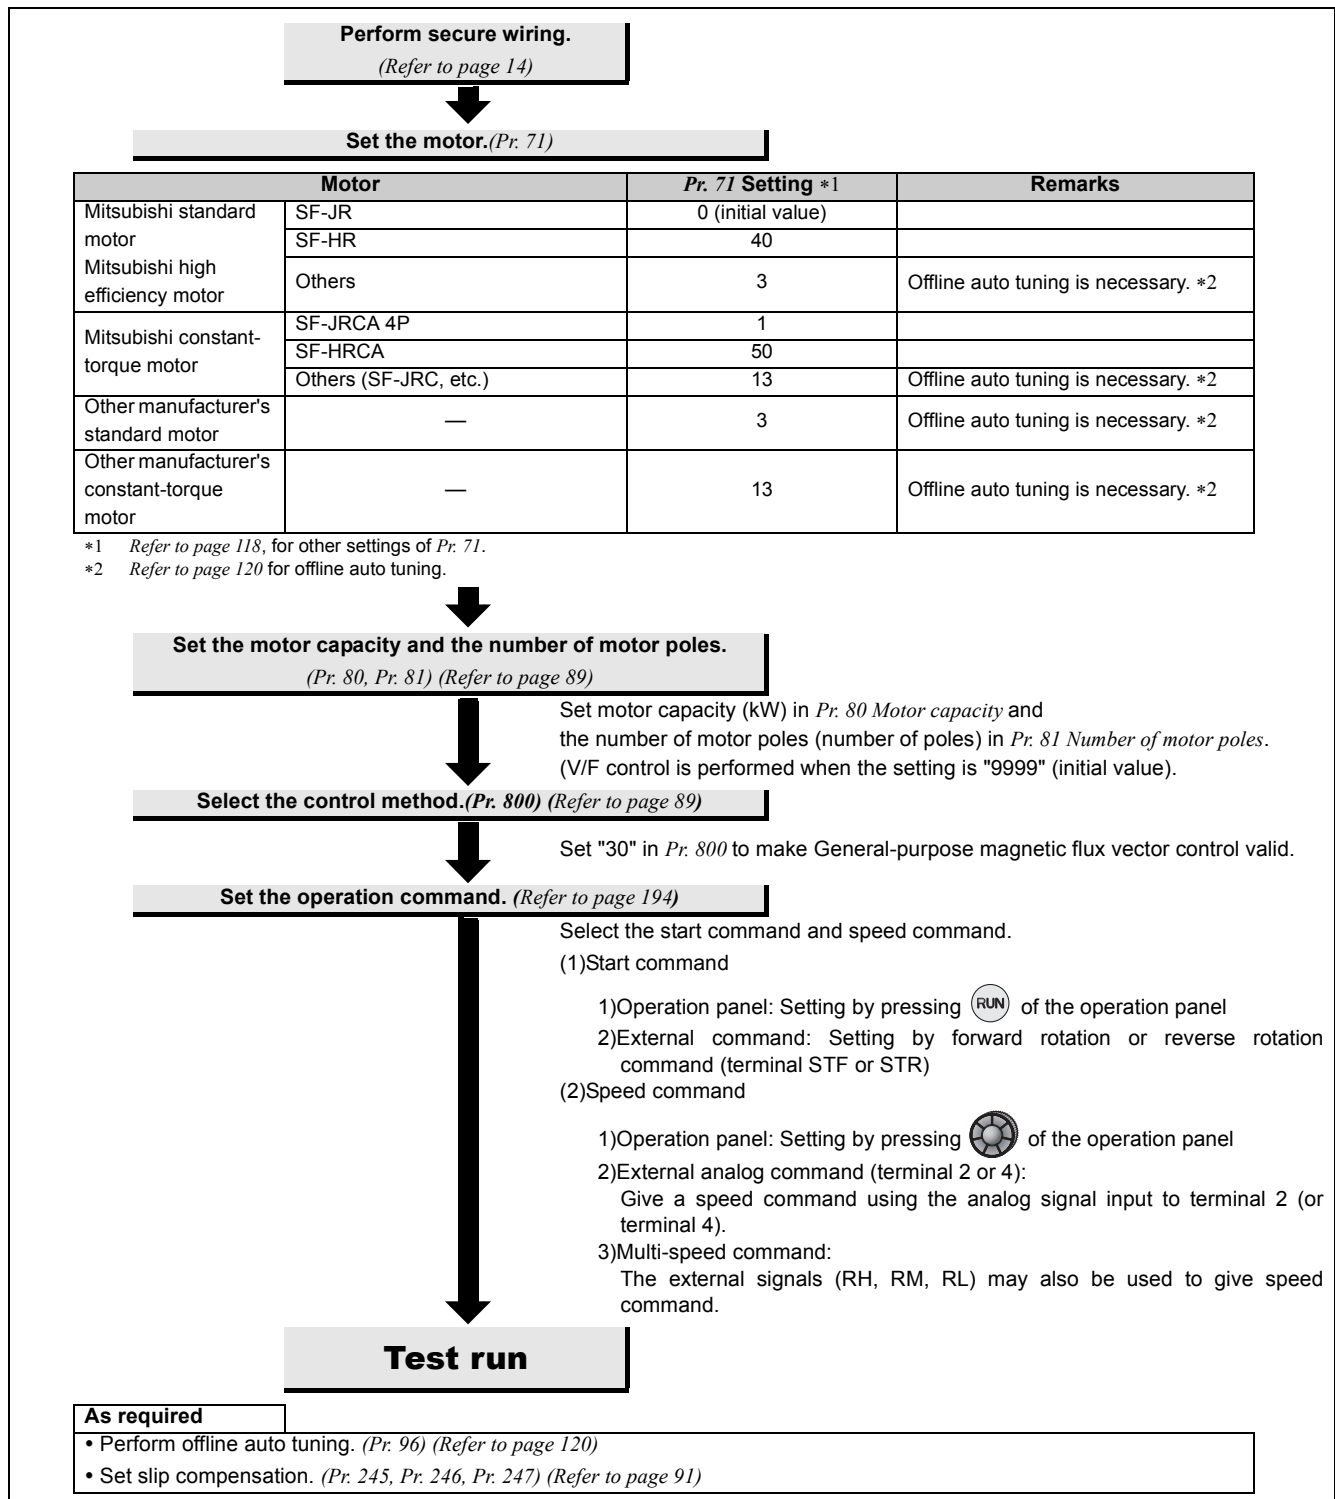 Perform secure wiring.
(Refer to page 14)
Set the motor.(Pr. 71)
Motor Pr. 71 Setting *1 Remarks
Mitsubishi standard motor Mitsubishi high efficiency motor SF-JR 0 (initial value)
SF-HR 40
Others 3 Offline auto tuning is necessary. *2
Mitsubishi constant-torque motor SF-JRCA 4P 1
SF-HRCA 50
Others (SF-JRC, etc.) 13 Offline auto tuning is necessary. *2
Other manufacturer's standard motor — 3 Offline auto tuning is necessary. *2
Other manufacturer's constant-torque motor — 13 Offline auto tuning is necessary. *2
*1 Refer to page 118, for other settings of Pr. 71.
*2 Refer to page 120 for offline auto tuning.
Set the motor capacity and the number of motor poles.
(Pr. 80, Pr. 81) (Refer to page 89)
Set motor capacity (kW) in Pr. 80 Motor capacity and
the number of motor poles (number of poles) in Pr. 81 Number of motor poles.
(V/F control is performed when the setting is "9999" (initial value).
Select the control method.(Pr. 800) (Refer to page 89)
Set "30" in Pr. 800 to make General-purpose magnetic flux vector control valid.
Set the operation command. (Refer to page 194)
Select the start command and speed command.
(1)Start command
1)Operation panel: Setting by pressing RUN of the operation panel
2)External command: Setting by forward rotation or reverse rotation
command (terminal STF or STR)
(2)Speed command
1)Operation panel: Setting by pressing of the operation panel
2)External analog command (terminal 2 or 4):
Give a speed command using the analog signal input to terminal 2 (or
terminal 4).
3)Multi-speed command:
The external signals (RH, RM, RL) may also be used to give speed
command.
Test run
As required
• Perform offline auto tuning. (Pr. 96) (Refer to page 120)
• Set slip compensation. (Pr. 245, Pr. 246, Pr. 247) (Refer to page 91)